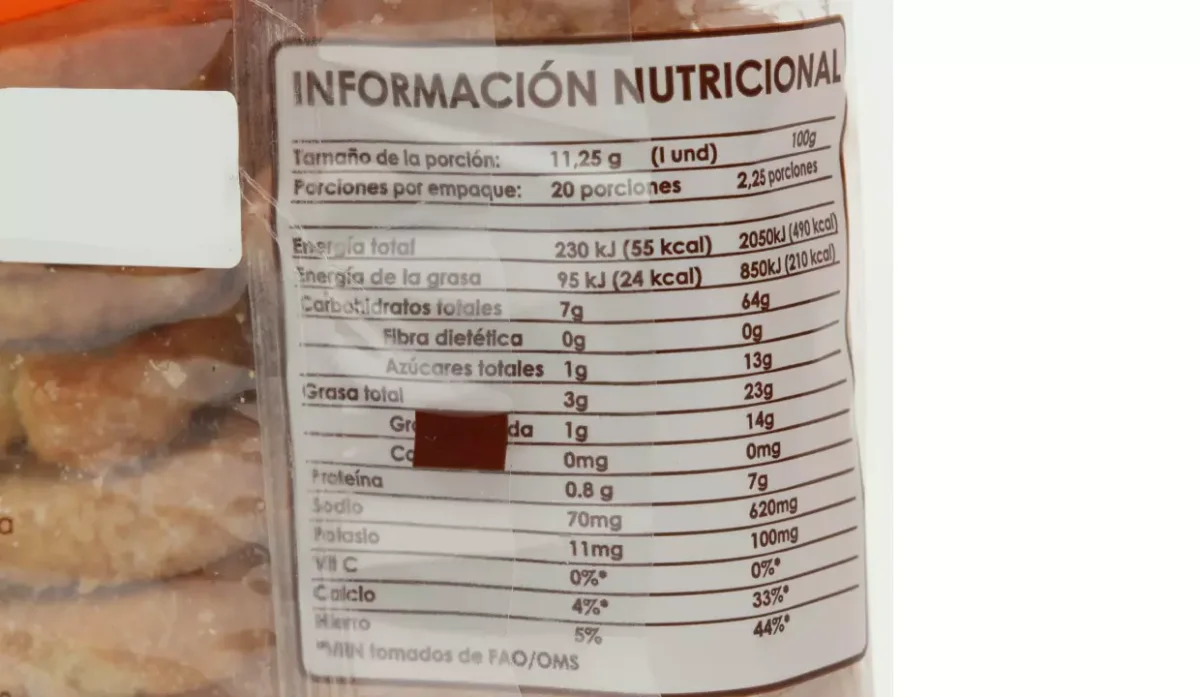 INFORMACIÓN NUTRICIONAL
Tamaño de la porción: 11,25 g (1 und) 100g
Porciones por empaque: 20 porciones 2,25 porciones
Energía total 230 kJ (55 kcal) 2050kJ (490 kcal)
Energía de la grasa 95 kJ (24 kcal) 850kJ (210 kcal)
Carbohidratos totales 7g 64g
Fibra dietética 0g 0g
Azúcares totales 1g 13g
Grasa total 3g 23g
1g 14g
0mg 0mg
Proteína 0.8 g 7g
Sodio 70mg 620mg
Potasio 11mg 100mg
Vit C 0%* 0%*
Calcio 4%* 33%*
Hierro 5% 44%*
tomados de FAO/OMS
a